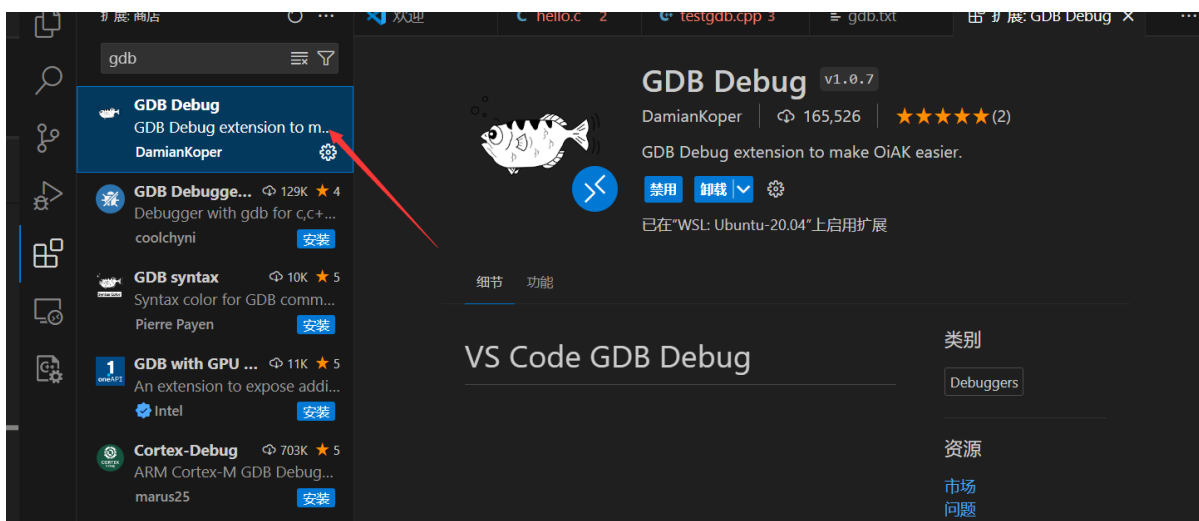 扩展: 商店
欢迎
hello.c 2
testgdb.cpp 3
gdb.txt
扩展: GDB Debug
gdb
GDB Debug
GDB Debug extension to m...
DamianKoper
GDB Debugge... 129K ★ 4
Debugger with gdb for c,c+...
coolchyni
安装
GDB syntax 10K ★ 5
Syntax color for GDB comm...
Pierre Payen
安装
GDB with GPU ... 11K ★ 5
An extension to expose addi...
Intel
安装
1
oneAPI
Cortex-Debug 703K ★ 5
ARM Cortex-M GDB Debug...
marus25
安装
GDB Debug v1.0.7
DamianKoper 165,526 ★★★★★(2)
GDB Debug extension to make OiAK easier.
禁用 卸载
已在"WSL: Ubuntu-20.04"上启用扩展
细节 功能
VS Code GDB Debug
类别
Debuggers
资源
市场
问题